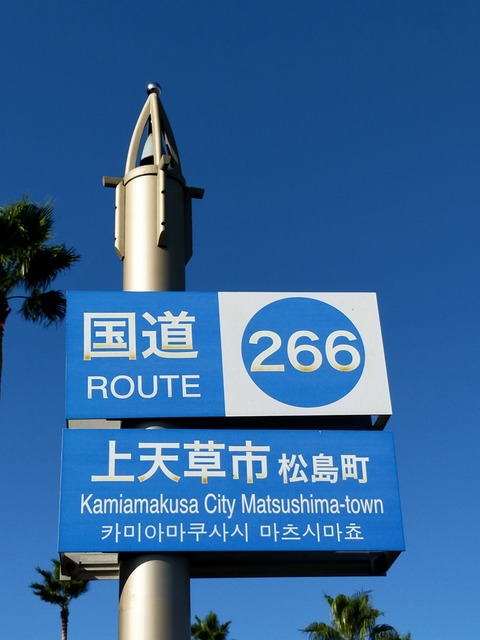 国道 266
ROUTE
上天草市 松島町
Kamiamakusa City Matsushima-town
카미아마쿠사시 마츠시마쵸